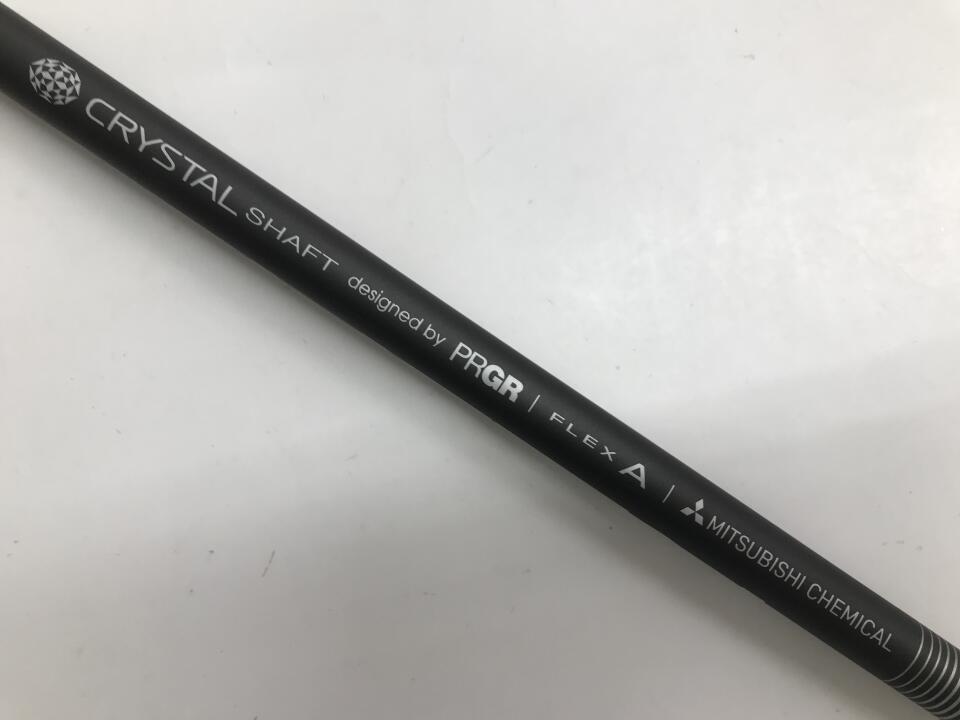 CRYSTAL SHAFT designed by PRGR | FLEX A | MITSUBISHI CHEMICAL